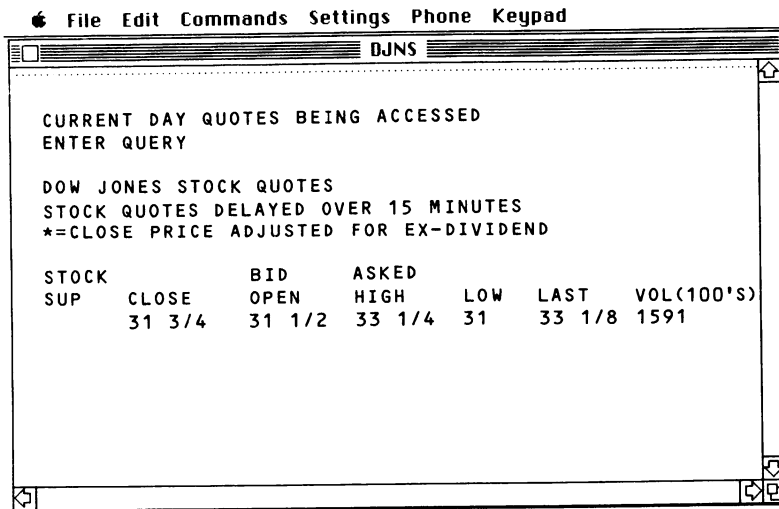 File Edit Commands Settings Phone Keypad
DJNS
CURRENT DAY QUOTES BEING ACCESSED
ENTER QUERY
DOW JONES STOCK QUOTES
STOCK QUOTES DELAYED OVER 15 MINUTES
*=CLOSE PRICE ADJUSTED FOR EX-DIVIDEND
STOCK BID ASKED
SUP CLOSE OPEN HIGH LOW LAST VOL(100'S)
31 3/4 31 1/2 33 1/4 31 33 1/8 1591